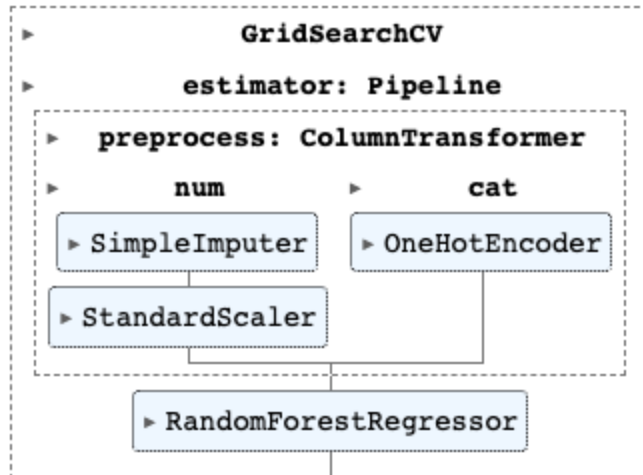 GridSearchCV
estimator: Pipeline
preprocess: ColumnTransformer
num cat
SimpleImputer OneHotEncoder
StandardScaler
RandomForestRegressor